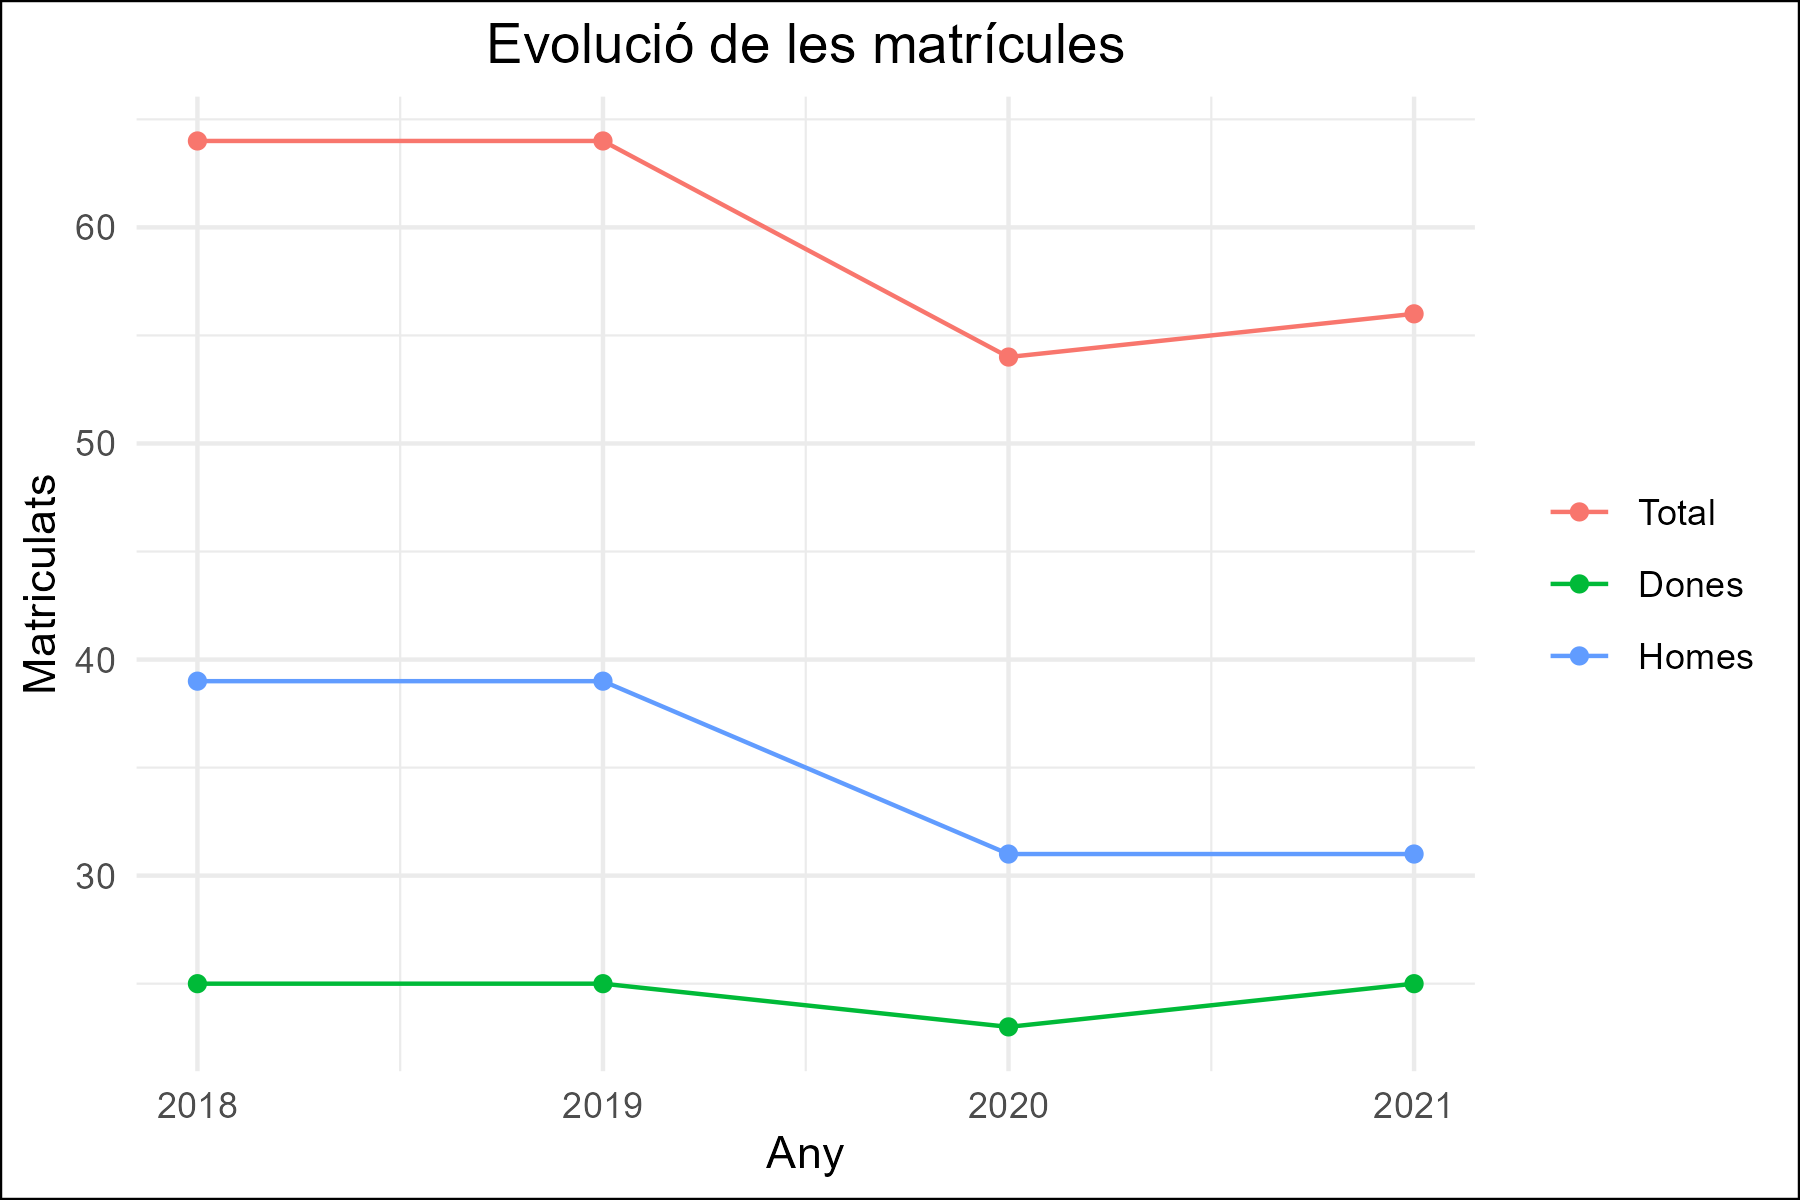 Evolució de les matrícules
60
50
40
30
Matriculats
2018 2019 2020 2021
Any
Total
Dones
Homes